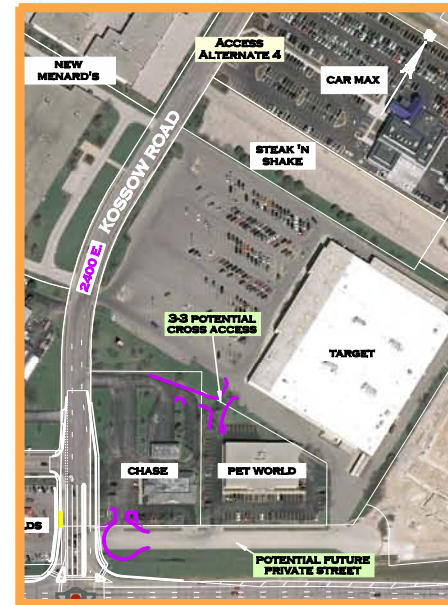 ACCESS
ALTERNATE 4
NEW
MENARD'S
CAR MAX
STEAK 'N
SHAKE
2400 E. KOSSOW ROAD
3-3 POTENTIAL
CROSS ACCESS
TARGET
CHASE
PET WORLD
LDS
POTENTIAL FUTURE
PRIVATE STREET